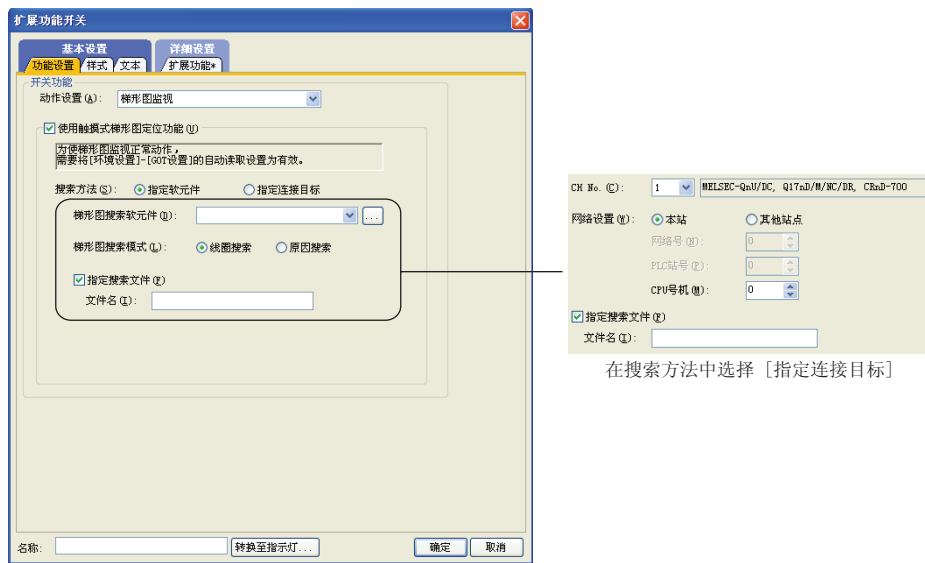 扩展功能开关
基本设置 详细设置
功能设置 样式 文本 扩展功能*
开关功能
动作设置(A): 梯形图监视
使用触摸式梯形图定位功能(U)
为使梯形图监视正常动作，
需要将[环境设置]-[GOT设置]的自动读取设置为有效。
搜索方法(S): 指定软元件 指定连接目标
梯形图搜索软元件(D): ...
梯形图搜索模式(L): 线圈搜索 原因搜索
指定搜索文件(F)
文件名(I):
名称: 转换至指示灯... 确定 取消
CH No.(C): 1 MELSEC-QnU/DC, Q17nD/M/NC/DR, CRnD-700
网络设置(W): 本站 其他站点
网络号(N): 0
PLC站号(P): 0
CPU号机(M): 0
指定搜索文件(F)
文件名(I):
在搜索方法中选择 [指定连接目标]